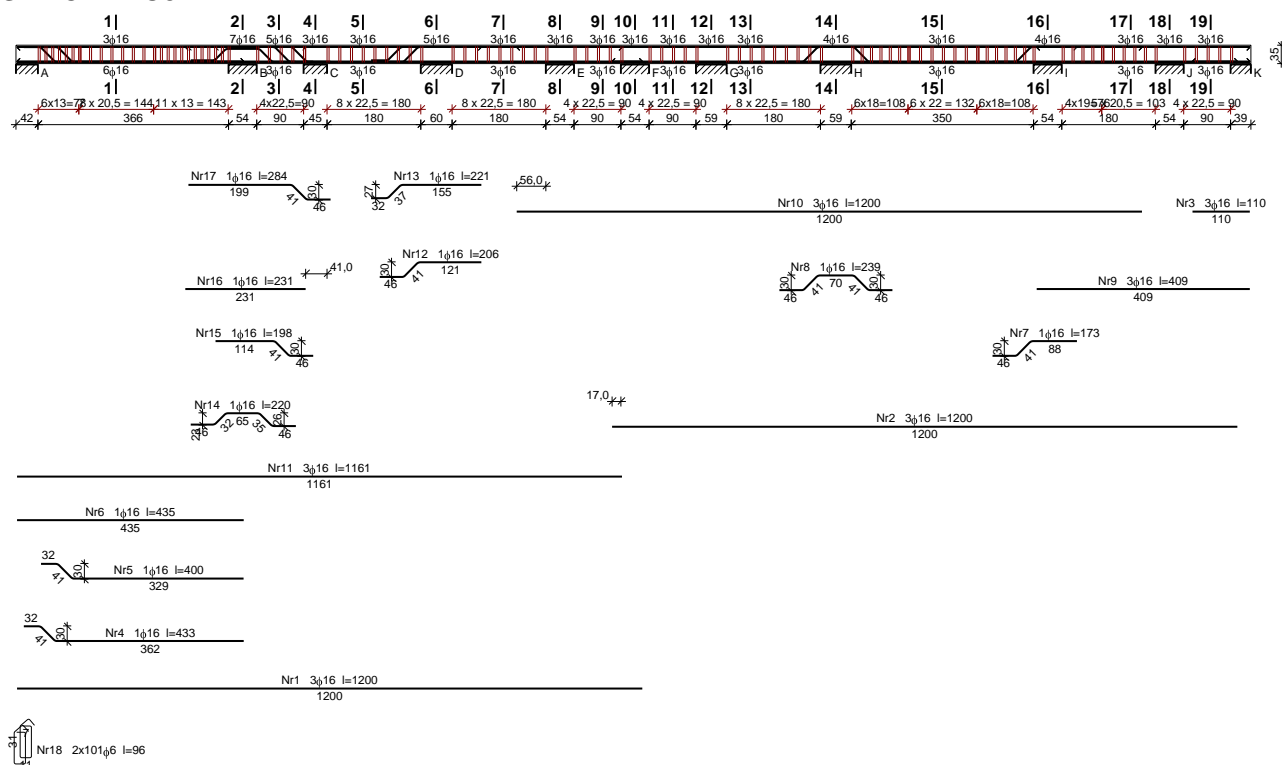 1 2 3 4 5 6 7 8 9 10 11 12 13 14 15 16 17 18 19
3ϕ16 7ϕ16 5ϕ16 3ϕ16 3ϕ16 5ϕ16 3ϕ16 3ϕ16 3ϕ16 3ϕ16 3ϕ16 3ϕ16 3ϕ16 4ϕ16 3ϕ16 4ϕ16 3ϕ16 3ϕ16 3ϕ16
35
A B C D E F G H I J K
6ϕ16 3ϕ16 3ϕ16 3ϕ16 3ϕ16 3ϕ16 3ϕ16 3ϕ16 3ϕ16 3ϕ16
1 2 3 4 5 6 7 8 9 10 11 12 13 14 15 16 17 18 19
6x13=78 x 20,5 = 144,11 x 13 = 143 4x22,5=90 8 x 22,5 = 180 8 x 22,5 = 180 4 x 22,5 = 90 4 x 22,5 = 90 8 x 22,5 = 180 6x18=108 6 x 22 = 132 6x18=108 20,5 = 103 4 x 22,5 = 90
42 366 54 90 45 180 60 180 54 90 54 90 59 180 59 350 54 180 54 90 39
Nr17 1ϕ16 l=284
199 41 30 46
Nr13 1ϕ16 l=221
27 32 37 155
56,0
Nr10 3ϕ16 l=1200
1200
Nr3 3ϕ16 l=110
110
Nr12 1ϕ16 l=206
30 46 41 121
41,0
Nr16 1ϕ16 l=231
231
Nr8 1ϕ16 l=239
30 46 41 70 41 30 46
Nr9 3ϕ16 l=409
409
Nr15 1ϕ16 l=198
114 41 30 46
Nr7 1ϕ16 l=173
30 46 41 88
17,0
Nr14 1ϕ16 l=220
46 32 65 35 26 46
Nr2 3ϕ16 l=1200
1200
Nr11 3ϕ16 l=1161
1161
Nr6 1ϕ16 l=435
435
32 41 30
Nr5 1ϕ16 l=400
329
32 41 30
Nr4 1ϕ16 l=433
362
Nr1 3ϕ16 l=1200
1200
31
Nr18 2x101ϕ6 l=96